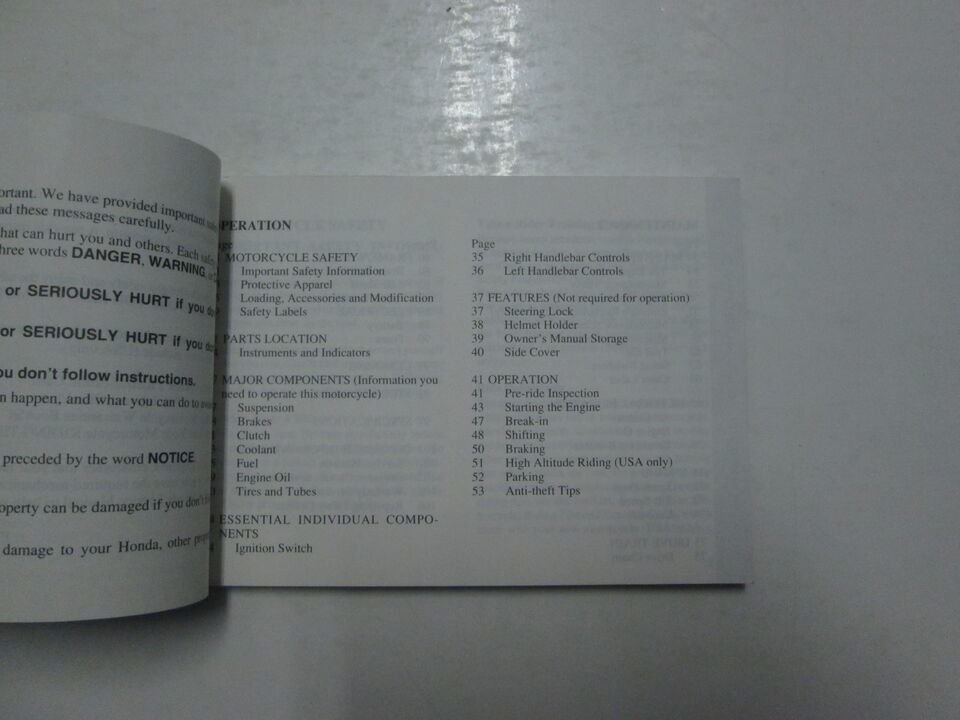 ortant. We have provided important
ad these messages carefully.
hat can hurt you and others. Each
hree words DANGER, WARNING,
or SERIOUSLY HURT if you
or SERIOUSLY HURT if you
ou don't follow instructions.
n happen, and what you can do to
preceded by the word NOTICE.
operty can be damaged if you don't
damage to your Honda, other
PERATION
ge
MOTORCYCLE SAFETY
Important Safety Information
Protective Apparel
Loading, Accessories and Modification
Safety Labels
PARTS LOCATION
Instruments and Indicators
MAJOR COMPONENTS (Information you
need to operate this motorcycle)
Suspension
Brakes
Clutch
Coolant
Fuel
Engine Oil
Tires and Tubes
ESSENTIAL INDIVIDUAL COMPO-
NENTS
Ignition Switch
Page
35 Right Handlebar Controls
36 Left Handlebar Controls
37 FEATURES (Not required for operation)
37 Steering Lock
38 Helmet Holder
39 Owner's Manual Storage
40 Side Cover
41 OPERATION
41 Pre-ride Inspection
43 Starting the Engine
47 Break-in
48 Shifting
50 Braking
51 High Altitude Riding (USA only)
52 Parking
53 Anti-theft Tips